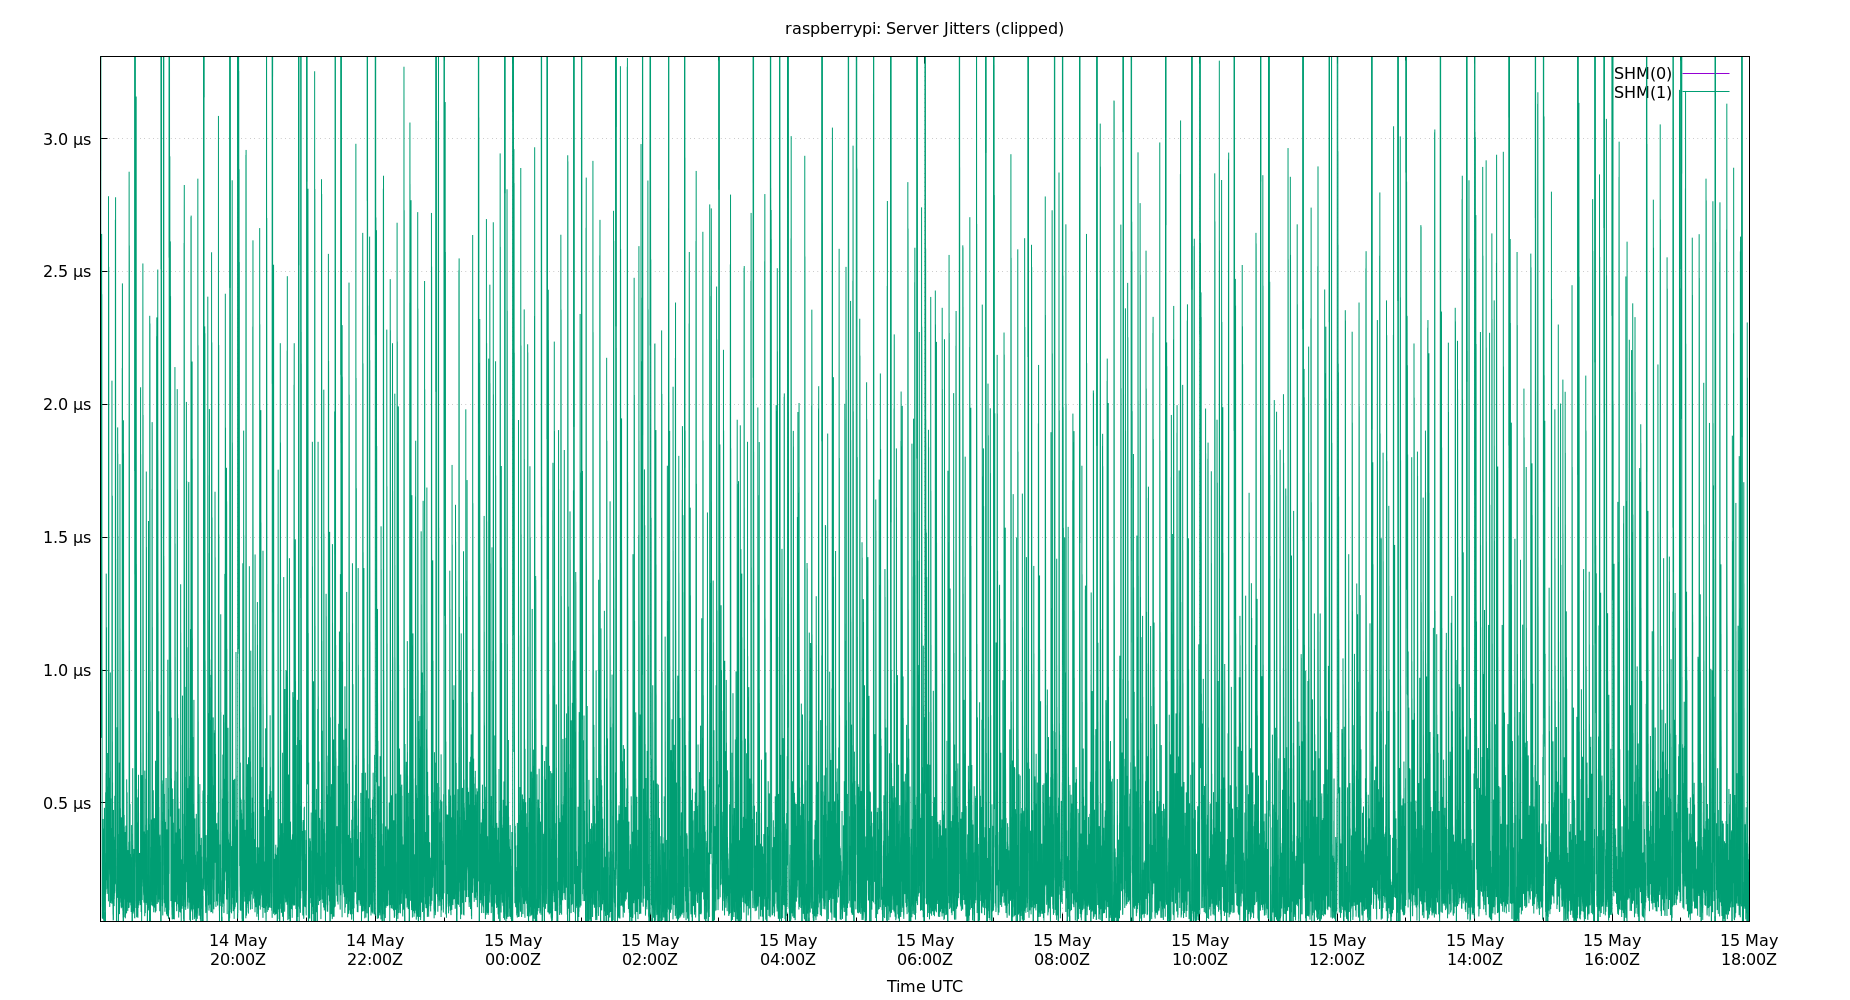 raspberrypi: Server Jitters (clipped)
SHM(0)
SHM(1)
3.0 µs
2.5 µs
2.0 µs
1.5 µs
1.0 µs
0.5 µs
14 May 14 May 15 May 15 May 15 May 15 May 15 May 15 May 15 May 15 May 15 May 15 May
20:00Z 22:00Z 00:00Z 02:00Z 04:00Z 06:00Z 08:00Z 10:00Z 12:00Z 14:00Z 16:00Z 18:00Z
Time UTC